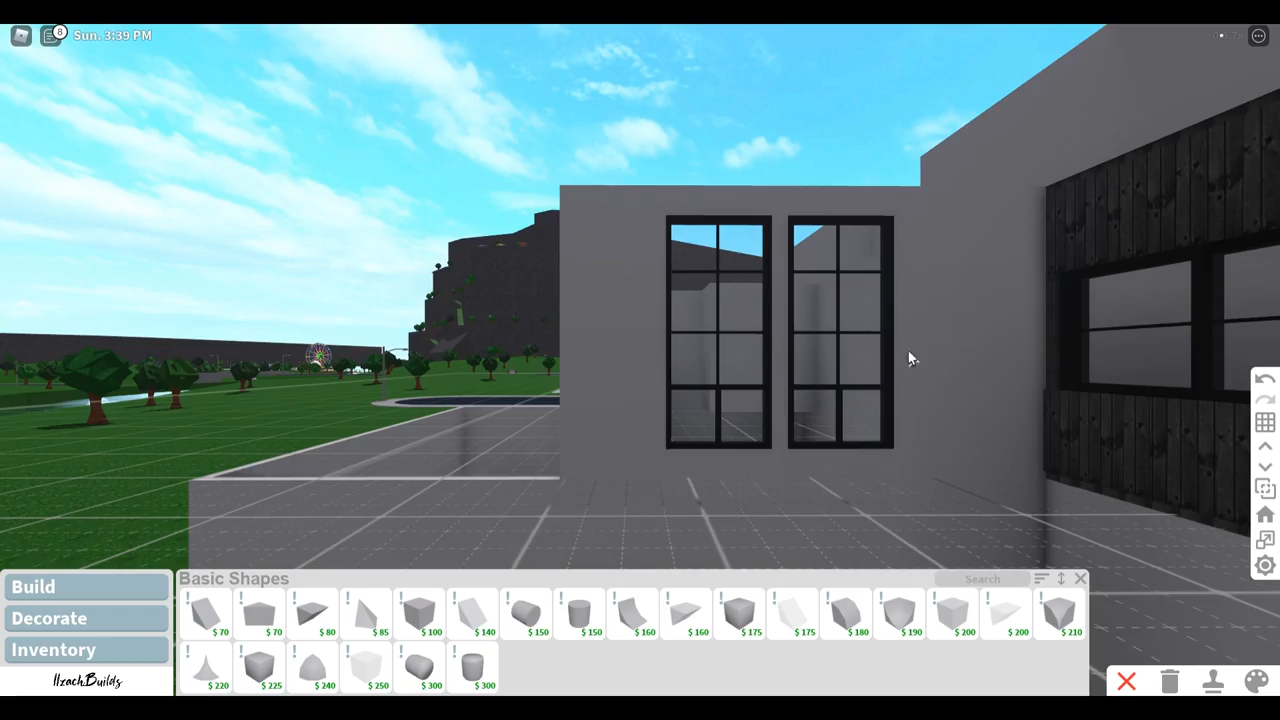 8
Sun. 3:39 PM
Build
Decorate
Inventory
IIzachBuilds
Basic Shapes
Search
! $ 70
! $ 70
! $ 80
! $ 85
! $ 100
! $ 140
! $ 150
! $ 150
! $ 160
! $ 160
! $ 175
! $ 175
! $ 180
! $ 190
! $ 200
! $ 200
! $ 210
! $ 220
! $ 225
! $ 240
! $ 250
! $ 300
! $ 300